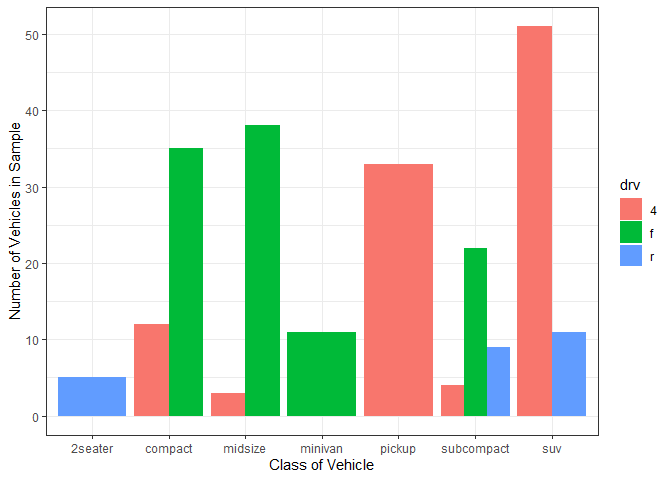 50
40
30
20
10
0
Number of Vehicles in Sample
2seater compact midsize minivan pickup subcompact suv
Class of Vehicle
drv
4
f
r